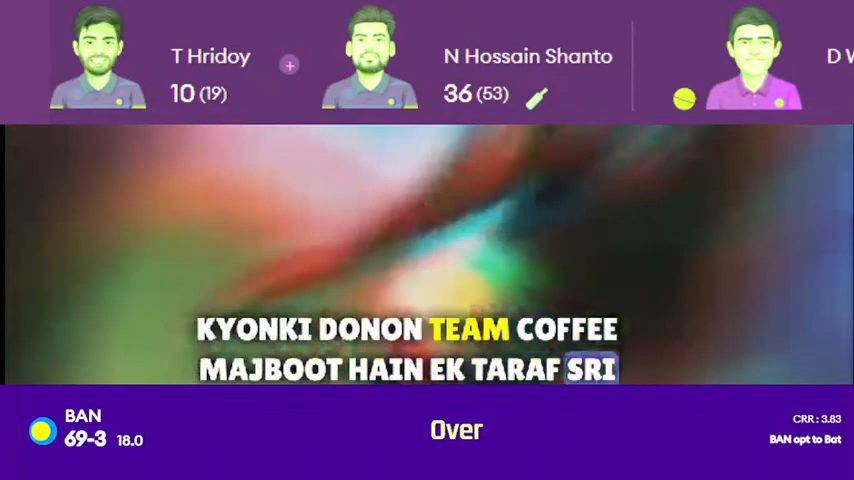 T Hridoy
10 (19)
+
N Hossain Shanto
36 (53)
D W
KYONKI DONON TEAM COFFEE
MAJBOOT HAIN EK TARAF SRI
BAN
69-3 18.0
Over
CRR : 3.83
BAN opt to Bat